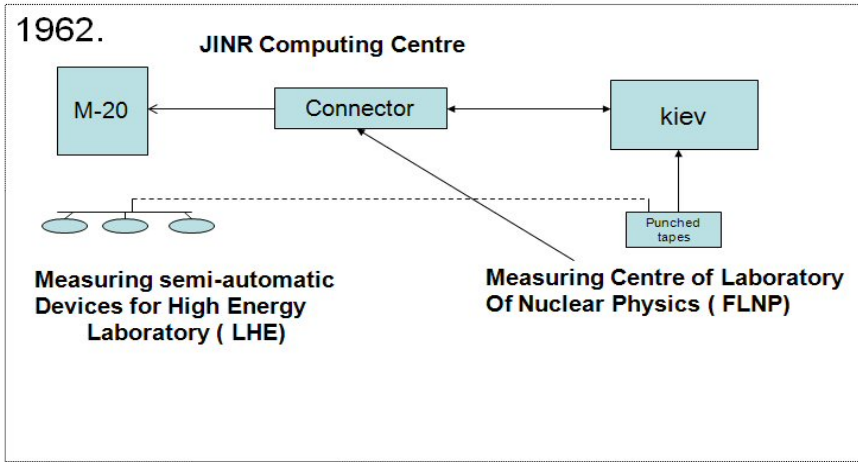 1962.
JINR Computing Centre
M-20
Connector
kiev
Punched
tapes
Measuring semi-automatic
Devices for High Energy
Laboratory ( LHE)
Measuring Centre of Laboratory
Of Nuclear Physics ( FLNP)